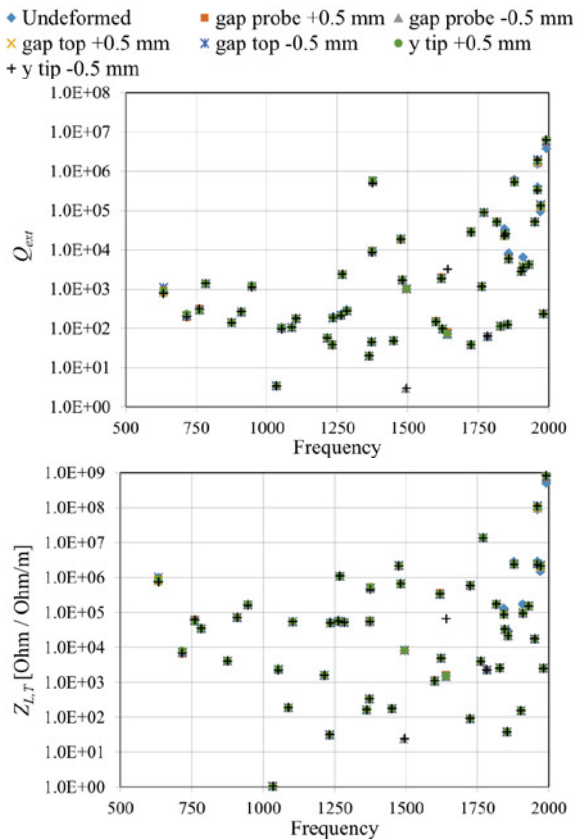 Undeformed gap probe +0.5 mm gap probe -0.5 mm
gap top +0.5 mm gap top -0.5 mm y tip +0.5 mm
y tip -0.5 mm
1.0E+08
1.0E+07
1.0E+06
1.0E+05
1.0E+04
1.0E+03
1.0E+02
1.0E+01
1.0E+00
Qext
500 750 1000 1250 1500 1750 2000
Frequency
1.0E+09
1.0E+08
1.0E+07
1.0E+06
1.0E+05
1.0E+04
1.0E+03
1.0E+02
1.0E+01
1.0E+00
ZL,T [Ohm / Ohm/m]
500 750 1000 1250 1500 1750 2000
Frequency